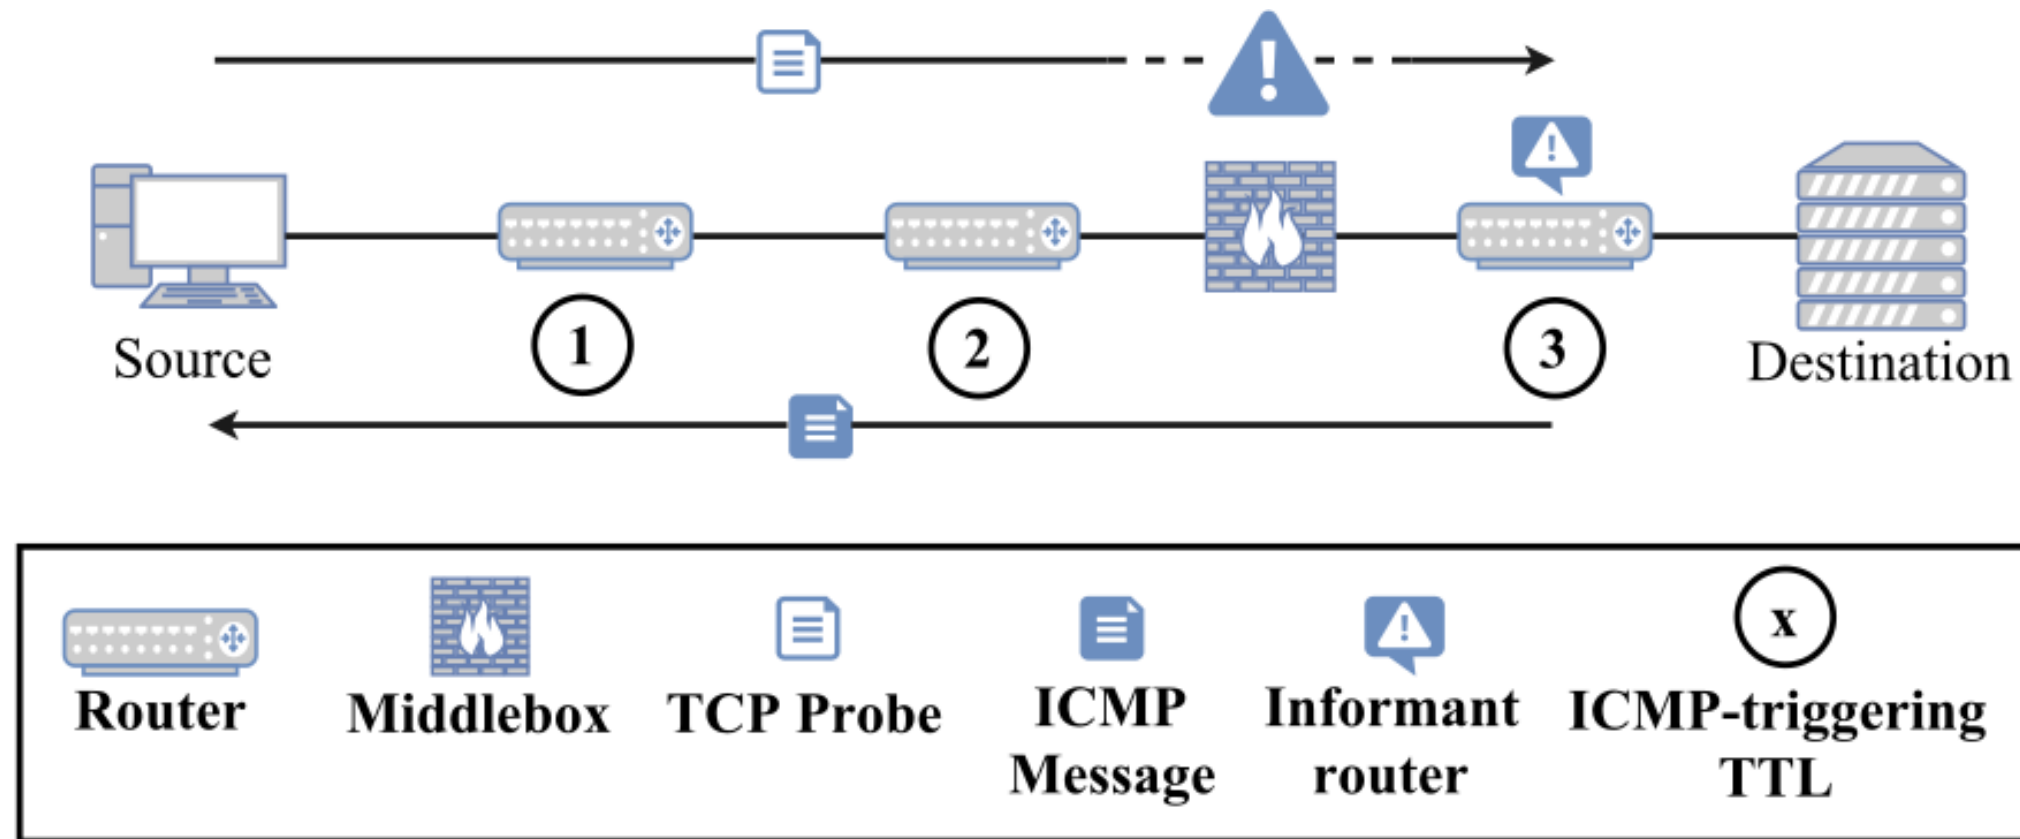 Source
1
2
3
Destination
x
Router
Middlebox
TCP Probe
ICMP
Message
Informant
router
ICMP-triggering
TTL